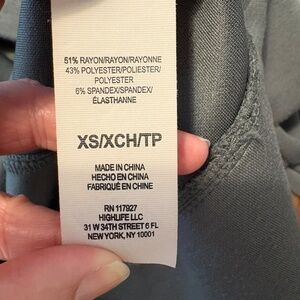 51% RAYON/RAYON/RAYONNE
43% POLYESTER/POLIESTER/
POLYESTER
6% SPANDEX/SPANDEX/
ÉLASTHANNE
XS/XCH/TP
MADE IN CHINA
HECHO EN CHINA
FABRIQUÉ EN CHINE
RN 117927
HIGHLIFE LLC
31 W 34TH STREET 6 FL
NEW YORK, NY 10001